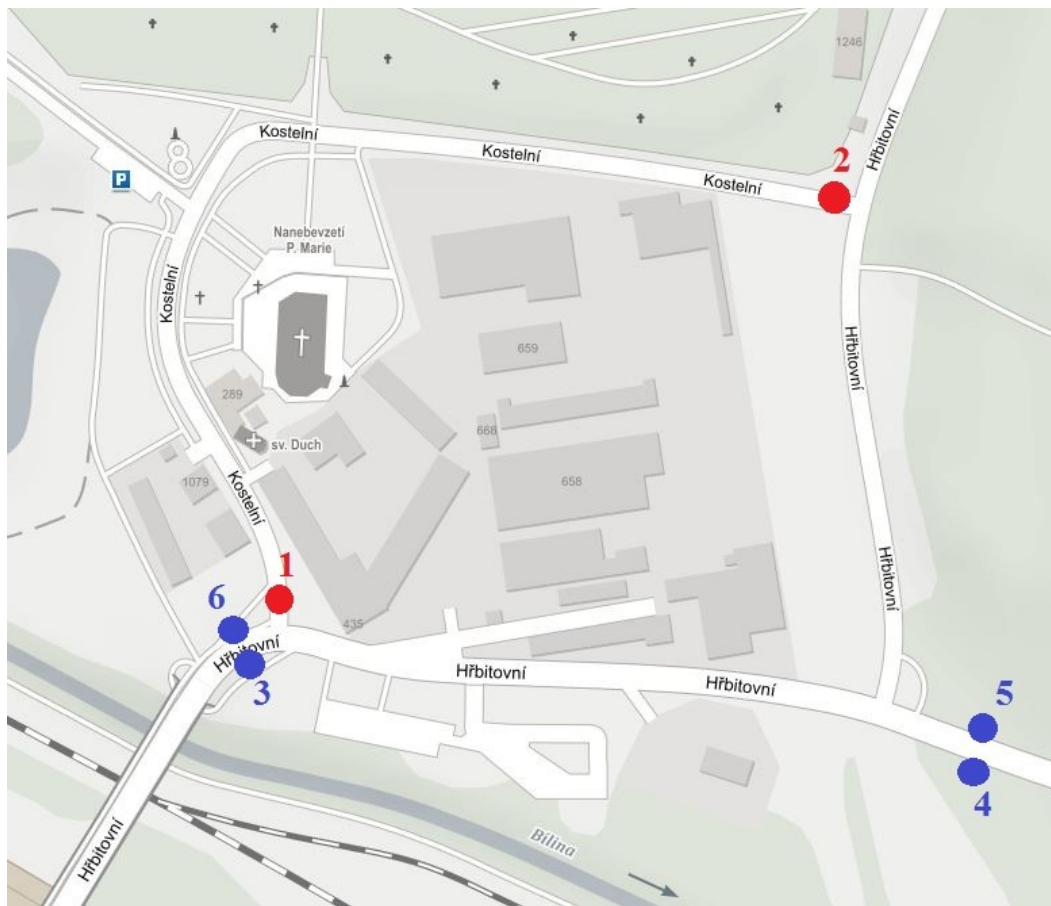 1246
2
Hřbitovní
Kostelní
Kostelní
Kostelní
P
Nanebevzetí
P. Marie
Kostelní
659
Hřbitovní
289
668
sv. Duch
1079
658
Kostelní
Hřbitovní
1
6
435
Hřbitovní
3
Hřbitovní
Hřbitovní
5
4
Hřbitovní
Bílina